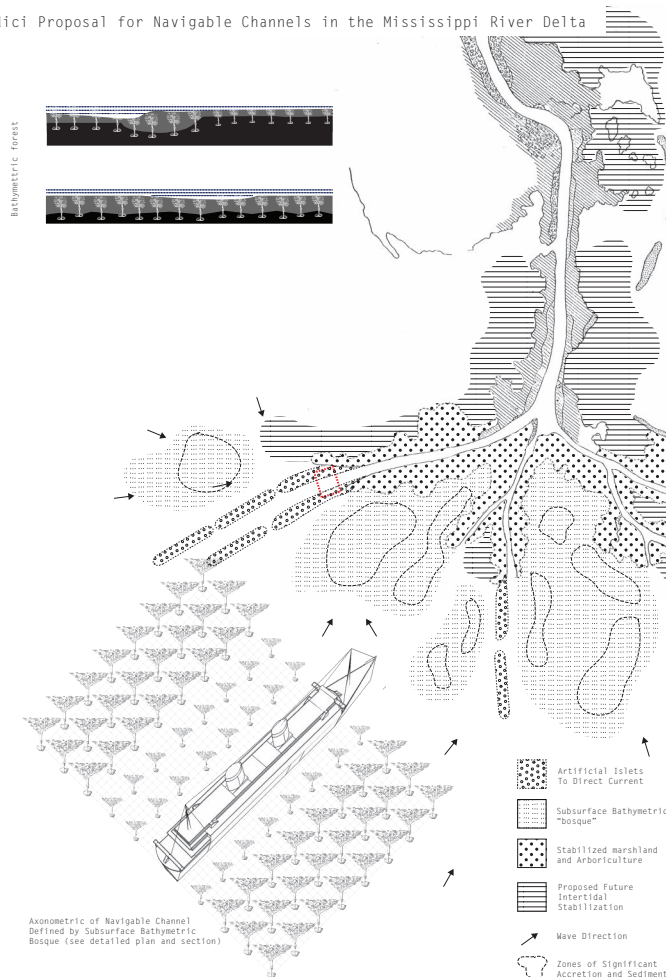 Proposal for Navigable Channels in the Mississippi River Delta
Bathymettric forest
Artificial Islets
To Direct Current
Subsurface Bathymetric
"bosque"
Stabilized marshland
and Arboriculture
Proposed Future
Intertidal
Stabilization
Wave Direction
Zones of Significant
Accretion and Sediment
Axonometric of Navigable Channel
Defined by Subsurface Bathymetric
Bosque (see detailed plan and section)